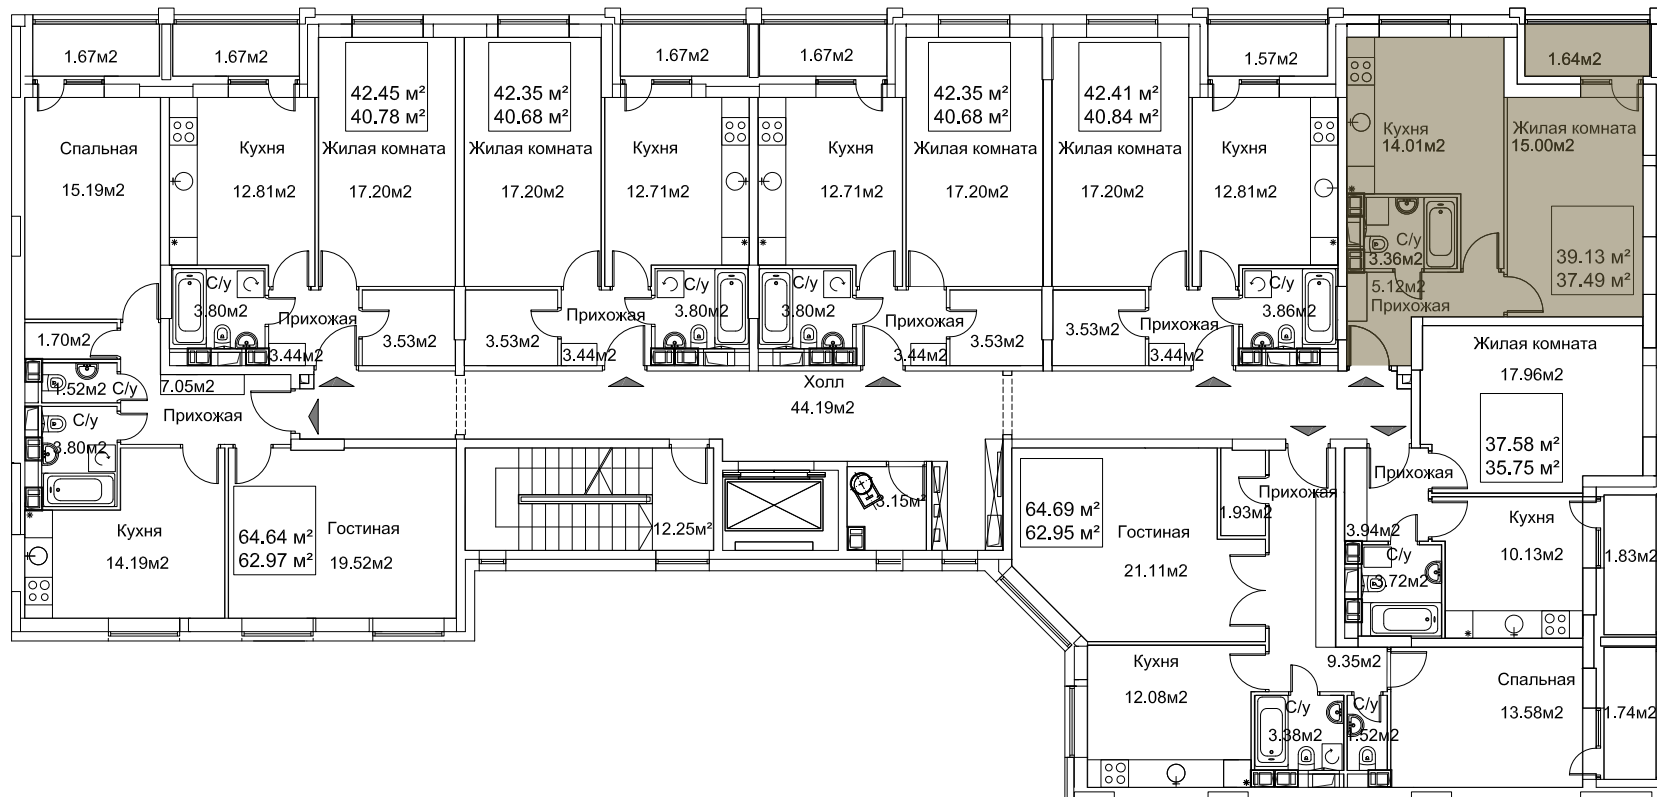 1.67м2
1.67м2
1.67м2
1.67м2
1.57м2
1.64м2
42.45 м²
40.78 м²
42.35 м²
40.68 м²
42.35 м²
40.68 м²
42.41 м²
40.84 м²
Спальная
15.19м2
Кухня
12.81м2
Жилая комната
17.20м2
Жилая комната
17.20м2
Кухня
12.71м2
Кухня
12.71м2
Жилая комната
17.20м2
Жилая комната
17.20м2
Кухня
12.81м2
Кухня
14.01м2
Жилая комната
15.00м2
39.13 м²
37.49 м²
С/у
3.36м2
5.12м2
Прихожая
С/у
3.80м2
Прихожая
3.44м2
3.53м2
3.53м2
Прихожая
3.44м2
С/у
3.80м2
С/у
3.80м2
Прихожая
3.44м2
3.53м2
3.53м2
Прихожая
3.44м2
С/у
3.86м2
1.70м2
1.52м2
С/у
7.05м2
Прихожая
С/у
3.80м2
Холл
44.19м2
Жилая комната
17.96м2
37.58 м²
35.75 м²
Кухня
14.19м2
64.64 м²
62.97 м²
Гостиная
19.52м2
12.25м²
3.15м²
64.69 м²
62.95 м²
Гостиная
21.11м2
Прихожая
1.93м2
Прихожая
3.94м2
С/у
3.72м2
Кухня
10.13м2
1.83м2
Кухня
12.08м2
9.35м2
С/у
3.38м2
С/у
1.52м2
Спальная
13.58м2
1.74м2